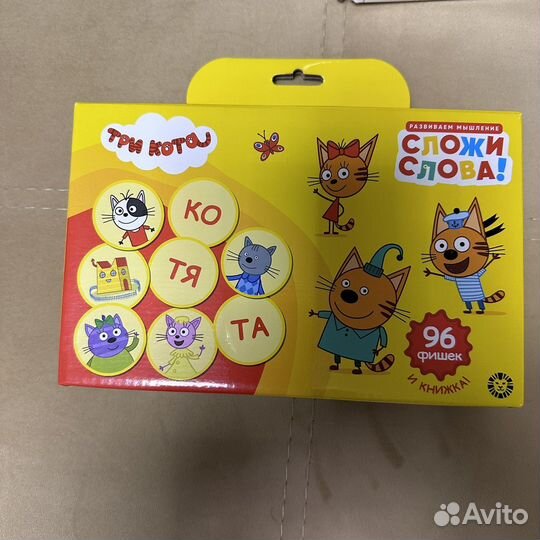 ТРИ КОТА
РАЗВИВАЕМ МЫШЛЕНИЕ
СЛОЖИ
СЛОВА!
КО
ТЯ
ТА
96
ФИШЕК
И КНИЖКА!
Avito